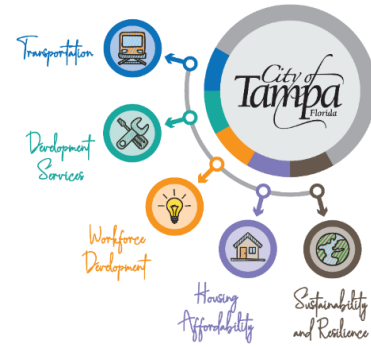 Transportation
City of
Tampa
Florida
Development
Services
Workforce
Development
Housing
Affordability
Sustainability
and Resilience